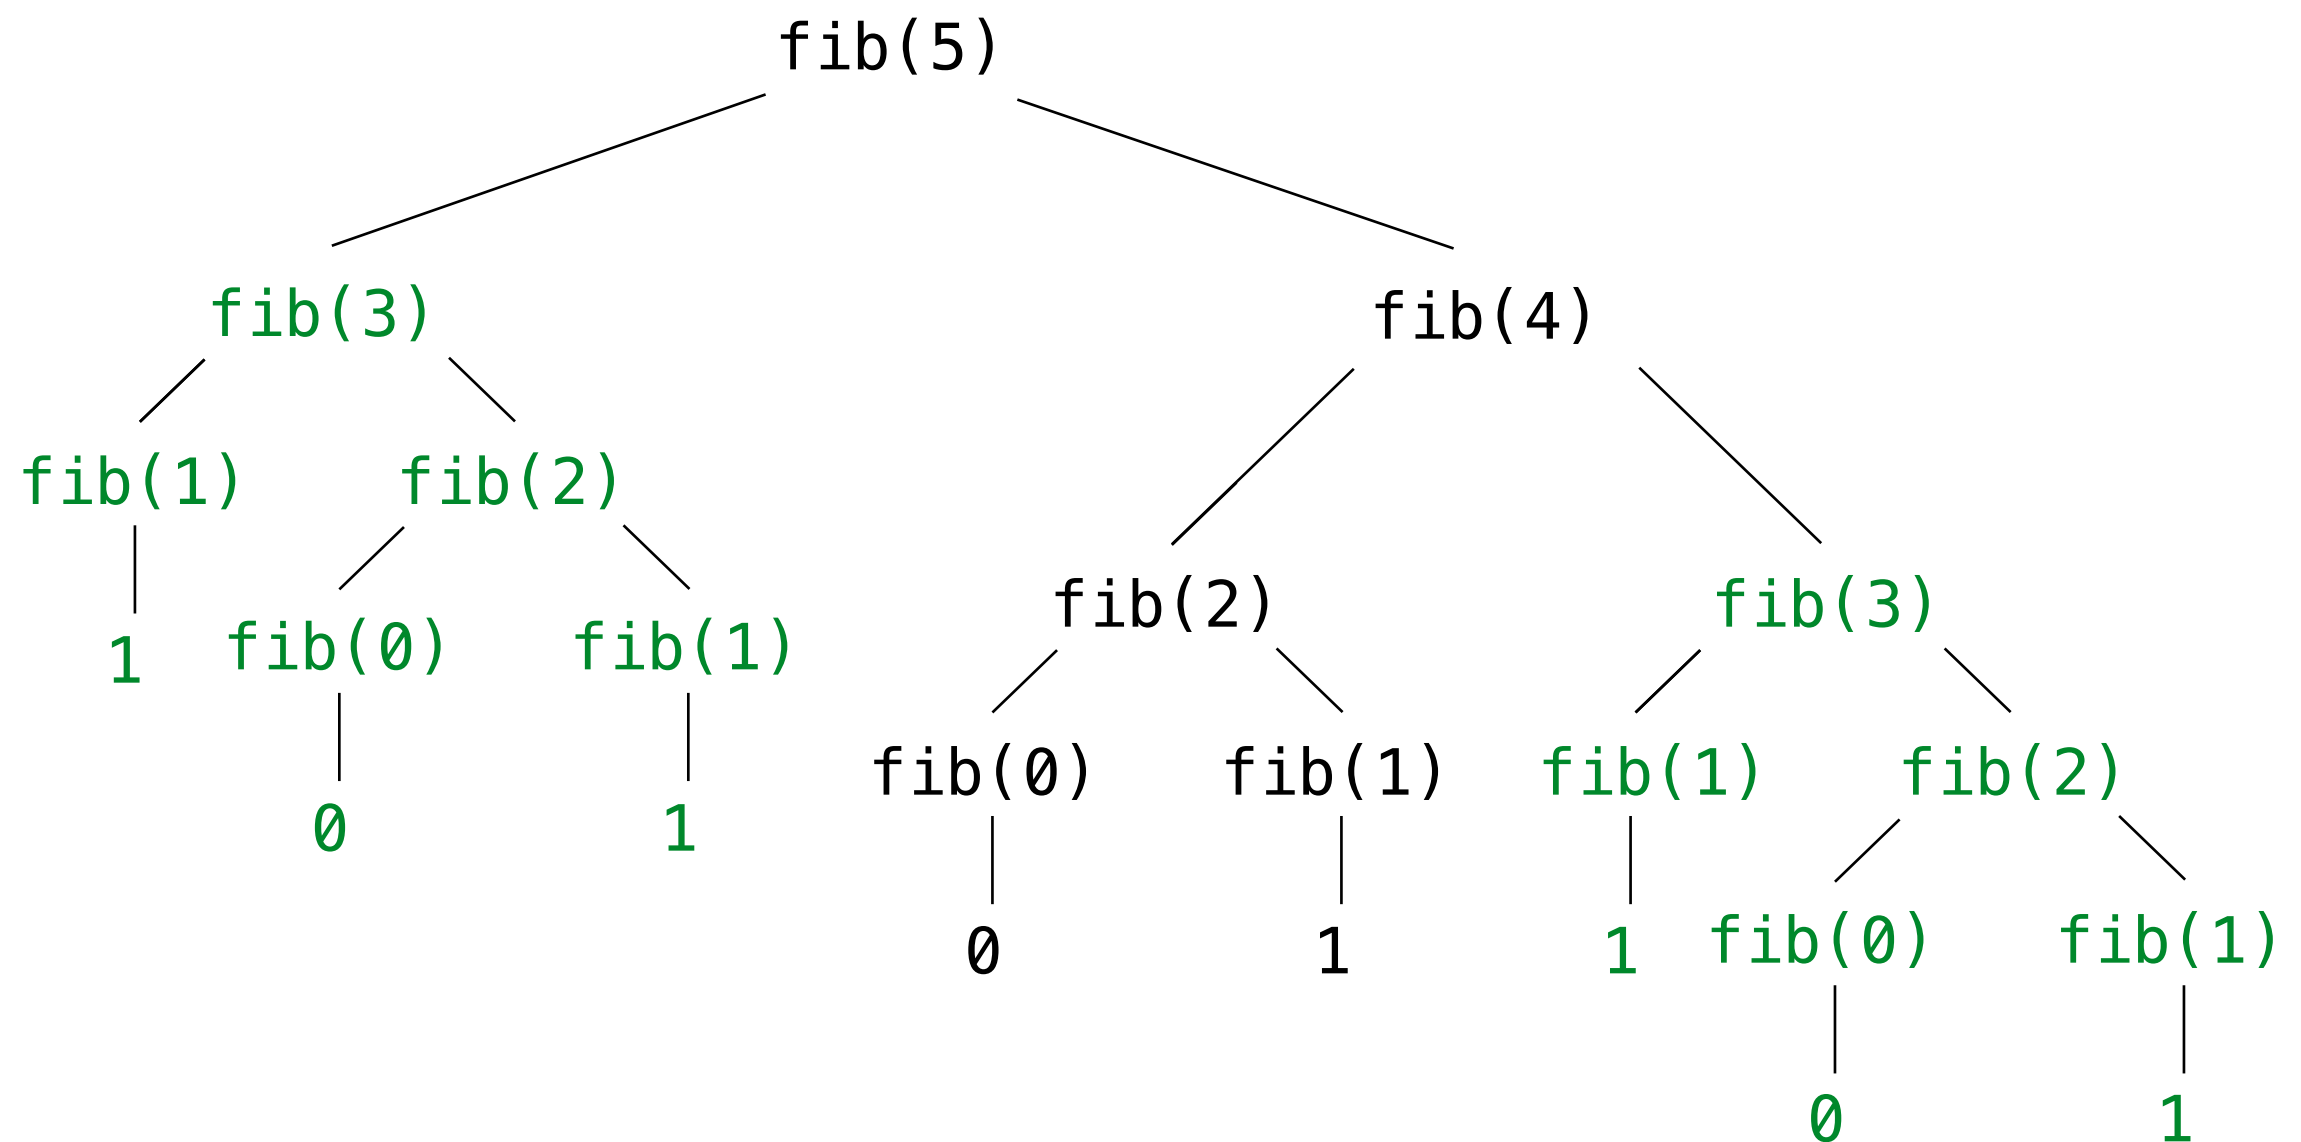 fib(5)
fib(3) fib(4)
fib(1) fib(2)
fib(2) fib(3)
1 fib(0) fib(1)
fib(0) fib(1) fib(1) fib(2)
0 1
0 1 1 fib(0) fib(1)
0 1